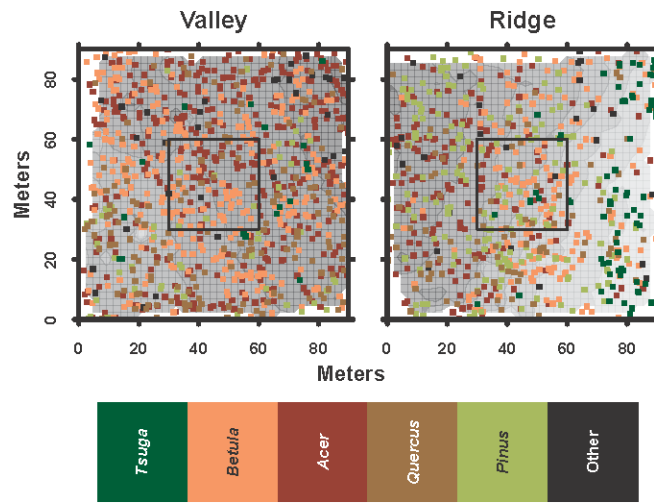 Valley Ridge
Meters
80
60
40
20
0
0 20 40 60 80 0 20 40 60 80
Meters
Tsuga
Betula
Acer
Quercus
Pinus
Other